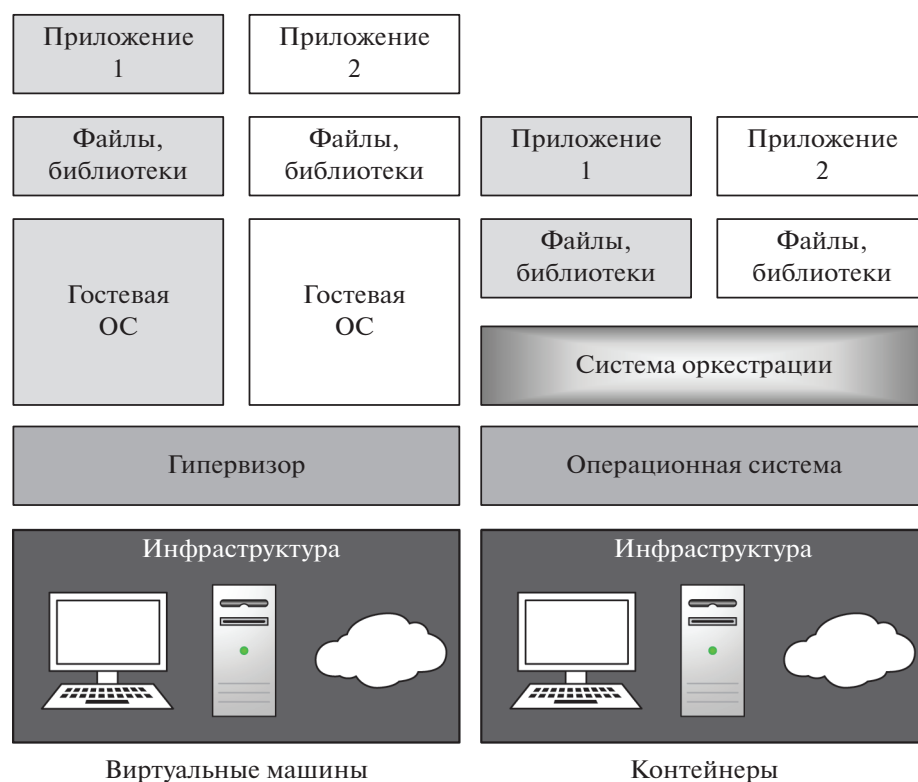 Приложение
1
Приложение
2
Файлы,
библиотеки
Файлы,
библиотеки
Гостевая
ОС
Гостевая
ОС
Гипервизор
Инфраструктура
Виртуальные машины
Приложение
1
Приложение
2
Файлы,
библиотеки
Файлы,
библиотеки
Система оркестрации
Операционная система
Инфраструктура
Контейнеры